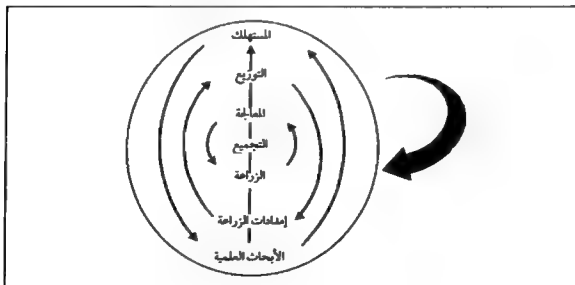 المستهلك
التوزيع
المعالجة
التجميع
الزراعة
إمدادات الزراعة
الأبحاث العلمية